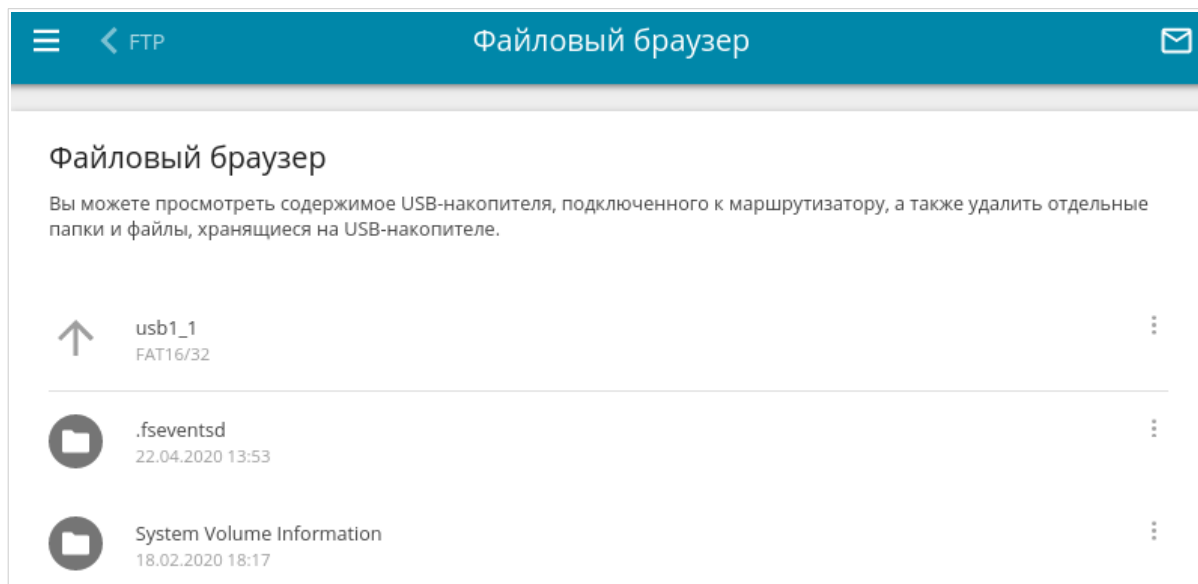 FTP
Файловый браузер
Файловый браузер
Вы можете просмотреть содержимое USB-накопителя, подключенного к маршрутизатору, а также удалить отдельные
папки и файлы, хранящиеся на USB-накопителе.
usb1_1
FAT16/32
.fseventsd
22.04.2020 13:53
System Volume Information
18.02.2020 18:17